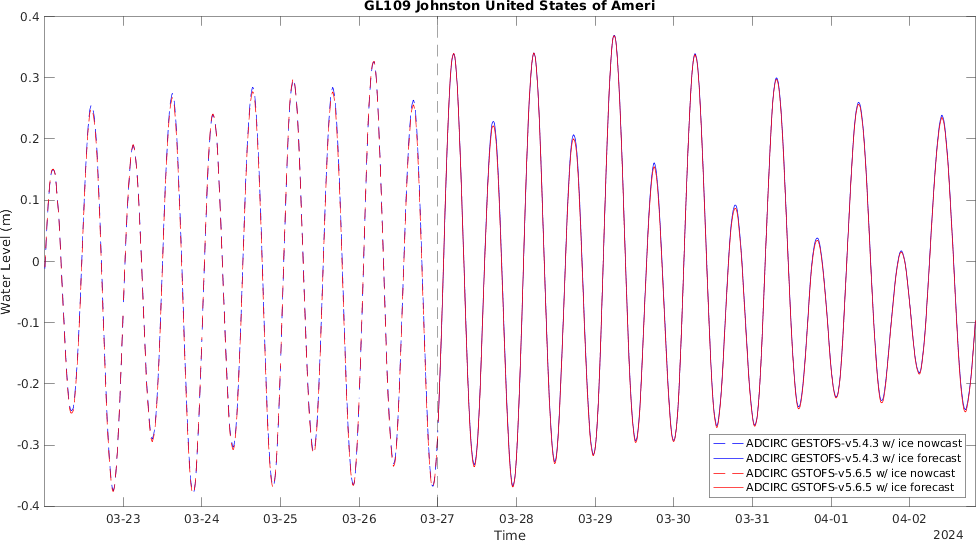 GL109 Johnston United States of Ameri
0.4
0.3
0.2
0.1
0
-0.1
-0.2
-0.3
-0.4
Water Level (m)
ADCIRC GESTOFS-v5.4.3 w/ ice nowcast
ADCIRC GESTOFS-v5.4.3 w/ ice forecast
ADCIRC GSTOFS-v5.6.5 w/ ice nowcast
ADCIRC GSTOFS-v5.6.5 w/ ice forecast
03-23 03-24 03-25 03-26 03-27 03-28 03-29 03-30 03-31 04-01 04-02
Time
2024